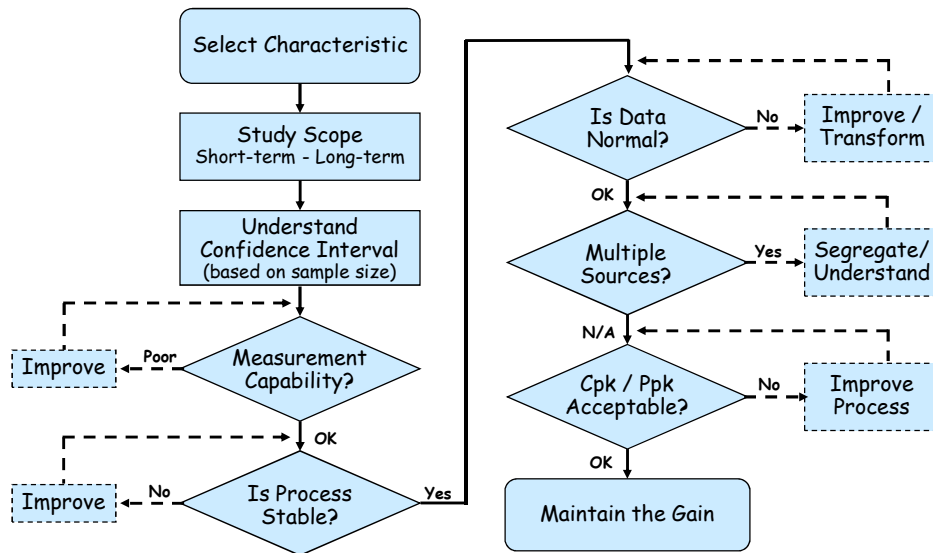 Select Characteristic
Study Scope
Short-term - Long-term
Understand
Confidence Interval
(based on sample size)
Measurement
Capability?
Poor
Improve
OK
Is Process
Stable?
No
Improve
Yes
Is Data
Normal?
No
Improve /
Transform
OK
Multiple
Sources?
Yes
Segregate/
Understand
N/A
Cpk / Ppk
Acceptable?
No
Improve
Process
OK
Maintain the Gain